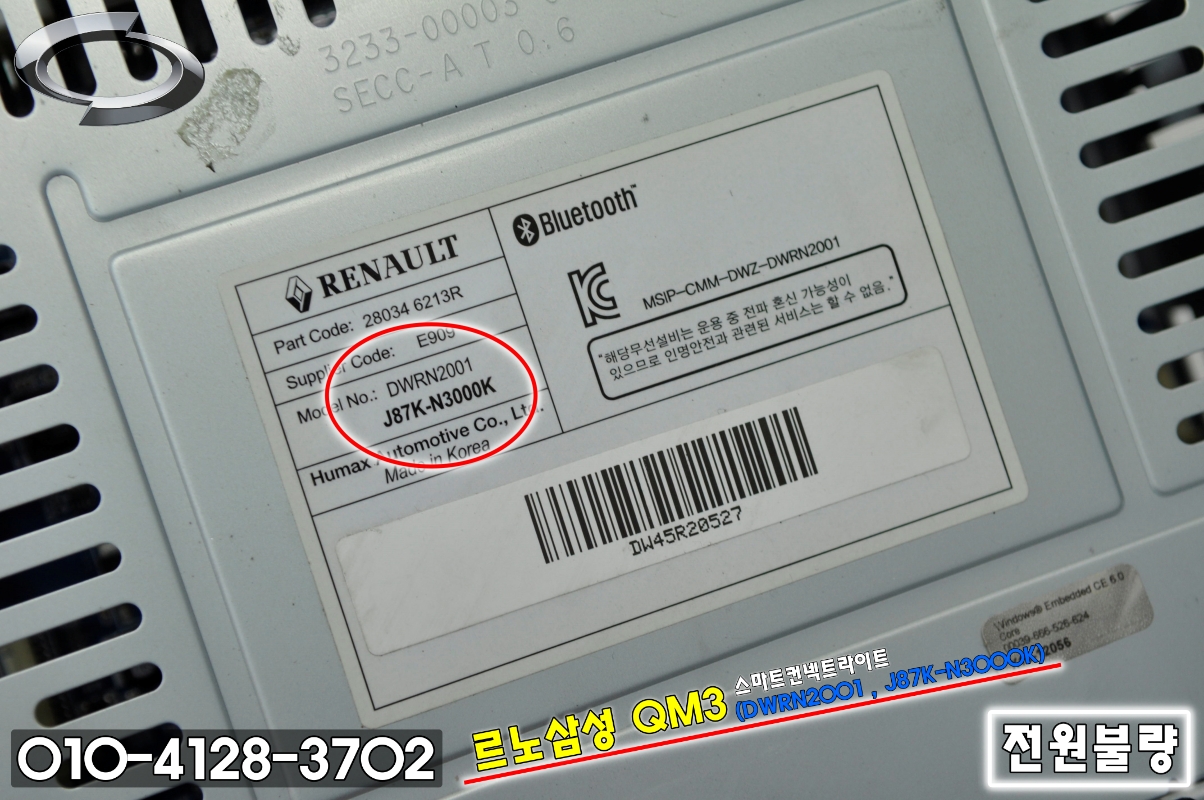 3233-00003
SECC-A T 0.6
RENAULT
Part Code: 28034 6213R
Supplier Code: E909
Model No.: DWRN2001
J87K-N3000K
Humax Automotive Co., Ltd.
Made in Korea
Bluetooth™
MSIP-CMM-DWZ-DWRN2001
"해당무선설비는 운용 중 전파 혼신 가능성이
있으므로 인명안전과 관련된 서비스는 할 수 없음."
DW45R20527
Windows® Embedded CE 6.0
Core
르노삼성 QM3 스마트컨넥트라이트
(DWRN2001 , J87K-N3000K)
010-4128-3702
전원불량